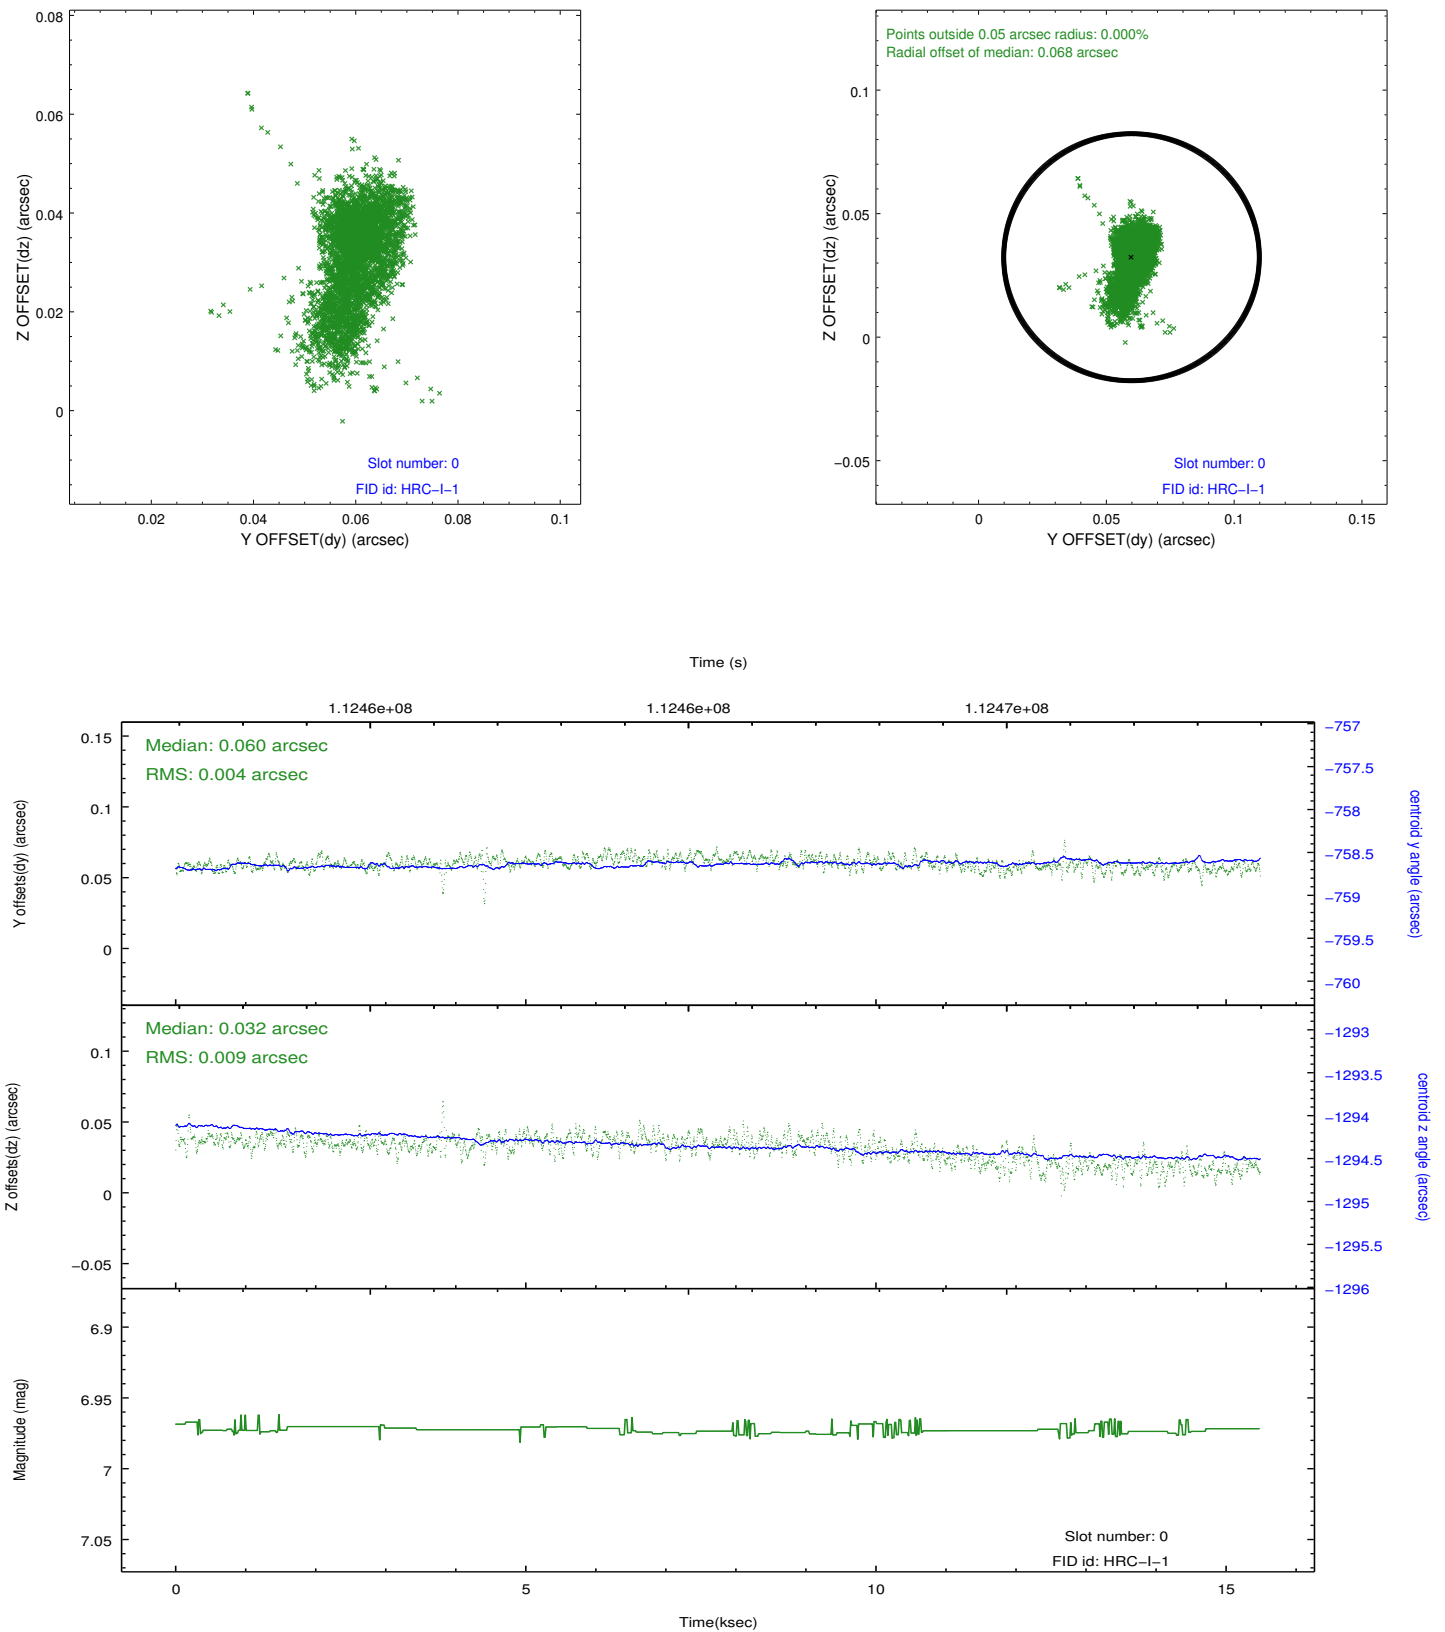 0.08
0.06
0.04
0.02
0
Z OFFSET(dz) (arcsec)
Slot number: 0
FID id: HRC−I−1
0.02
0.04
0.06
0.08
0.1
Y OFFSET(dy) (arcsec)
Points outside 0.05 arcsec radius: 0.000%
Radial offset of median: 0.068 arcsec
0.1
0.05
0
−0.05
Z OFFSET(dz) (arcsec)
Slot number: 0
FID id: HRC−I−1
0
0.05
0.1
0.15
Y OFFSET(dy) (arcsec)
Time (s)
1.1246e+08
1.1246e+08
1.1247e+08
Median: 0.060 arcsec
RMS: 0.004 arcsec
0.15
0.1
0.05
0
Y offsets(dy) (arcsec)
−757
−757.5
−758
−758.5
−759
−759.5
−760
centroid y angle (arcsec)
Median: 0.032 arcsec
RMS: 0.009 arcsec
0.1
0.05
0
−0.05
Z offsets(dz) (arcsec)
−1293
−1293.5
−1294
−1294.5
−1295
−1295.5
−1296
centroid z angle (arcsec)
6.9
6.95
7
7.05
Magnitude (mag)
Slot number: 0
FID id: HRC−I−1
0
5
10
15
Time(ksec)